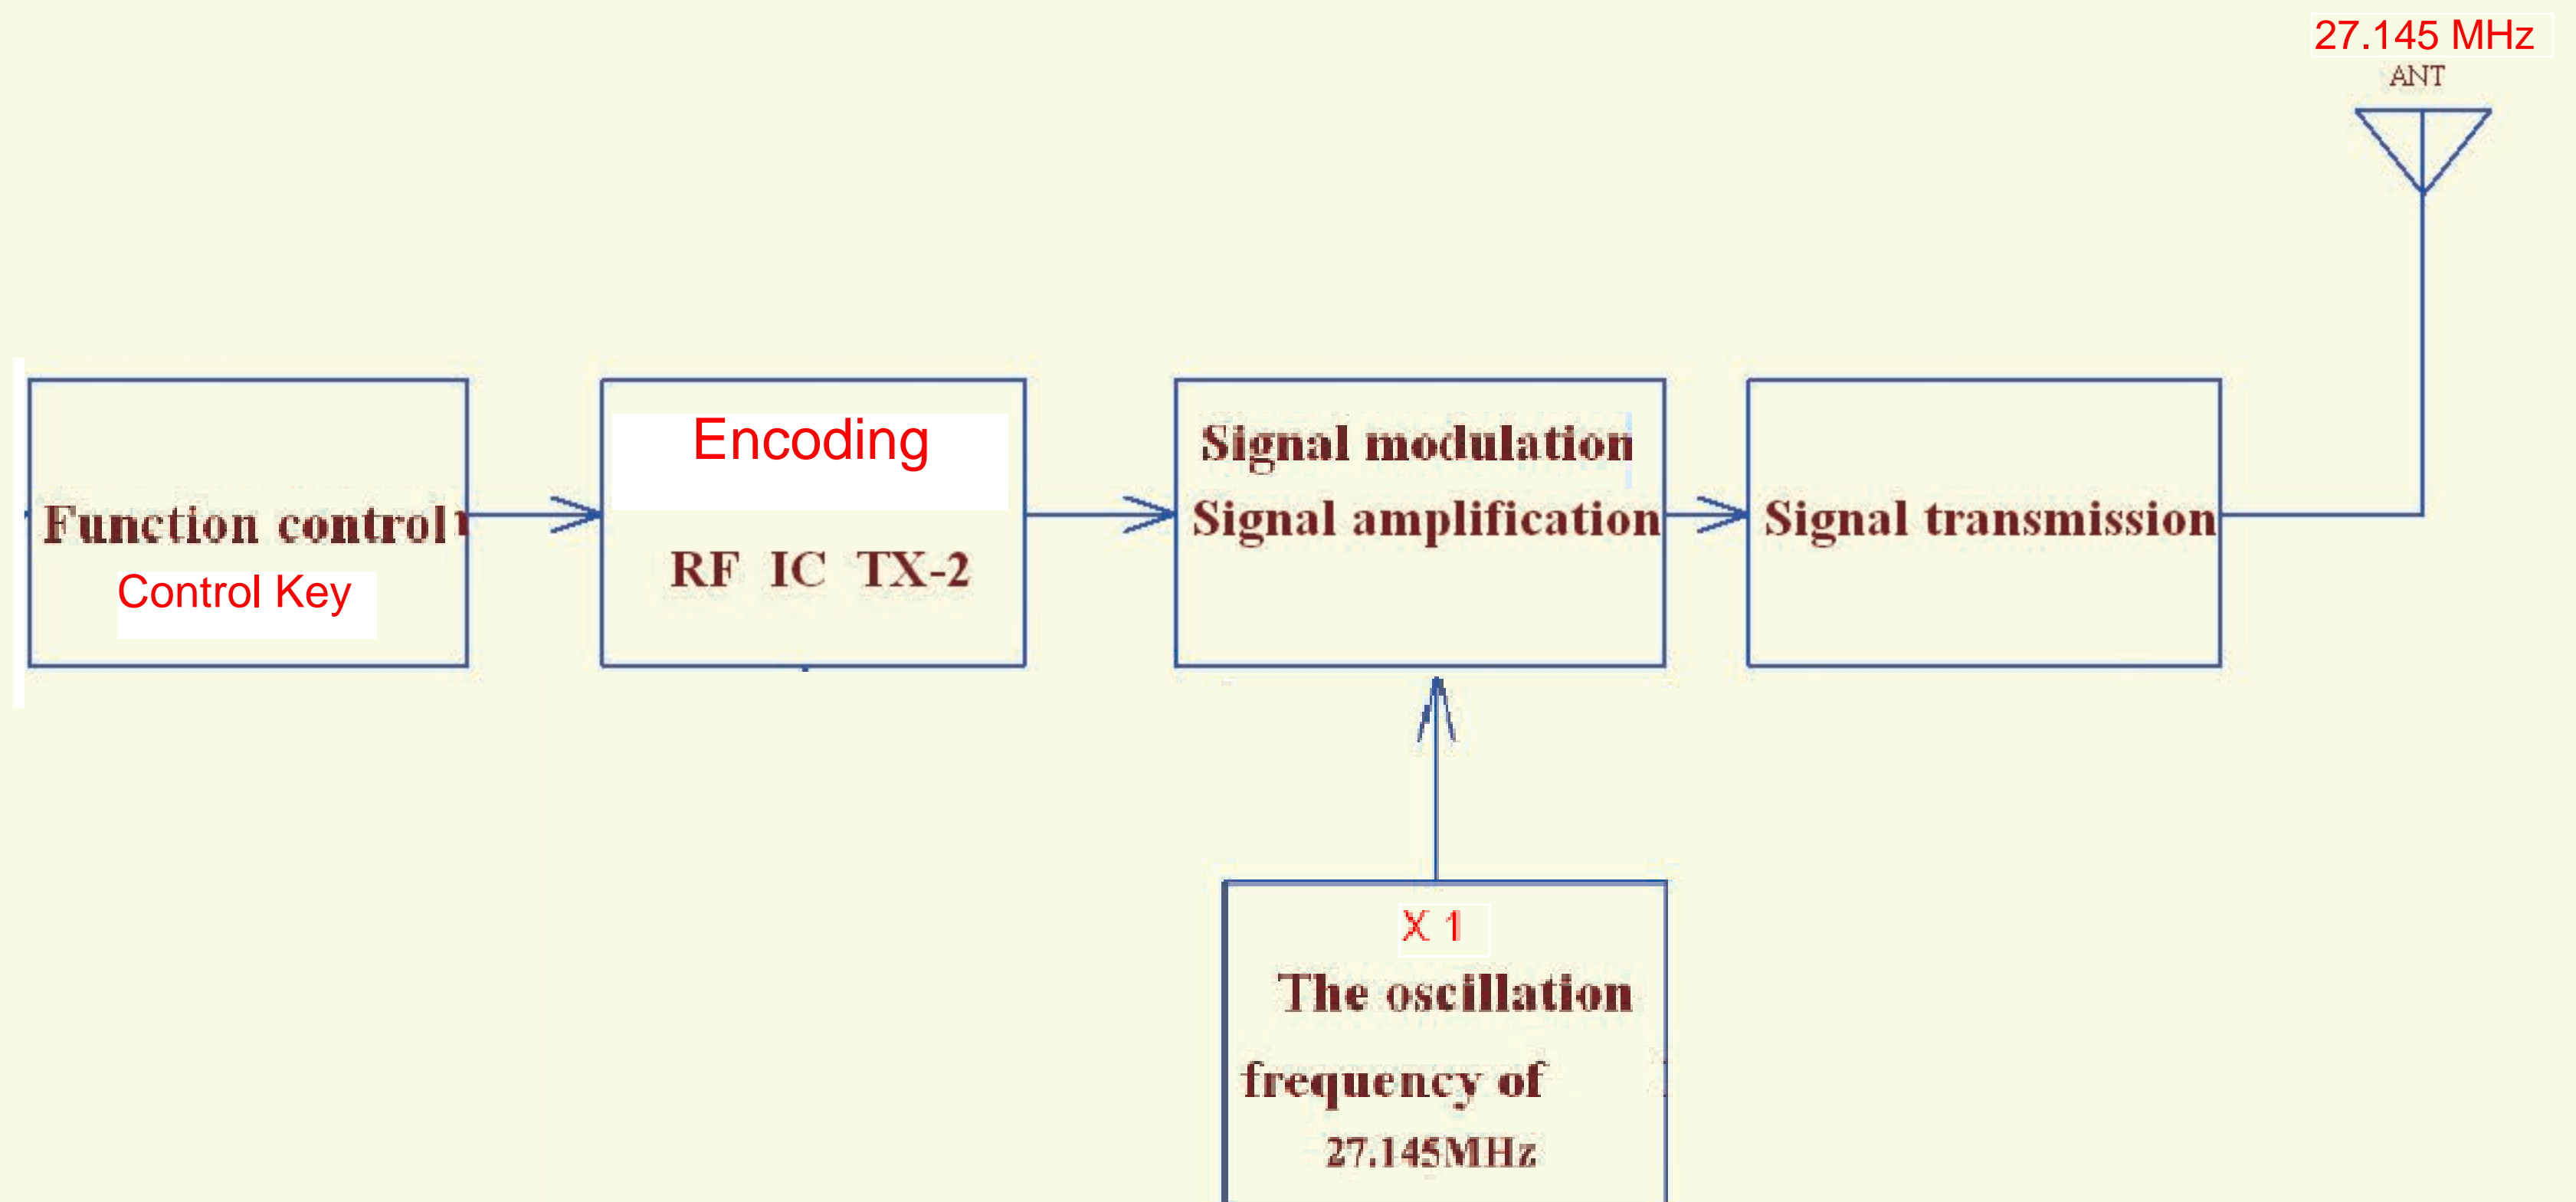 27.145 MHz
ANT
Function control
Control Key
Encoding
RF IC TX-2
Signal modulation
Signal amplification
Signal transmission
X 1
The oscillation
frequency of
27.145MHz